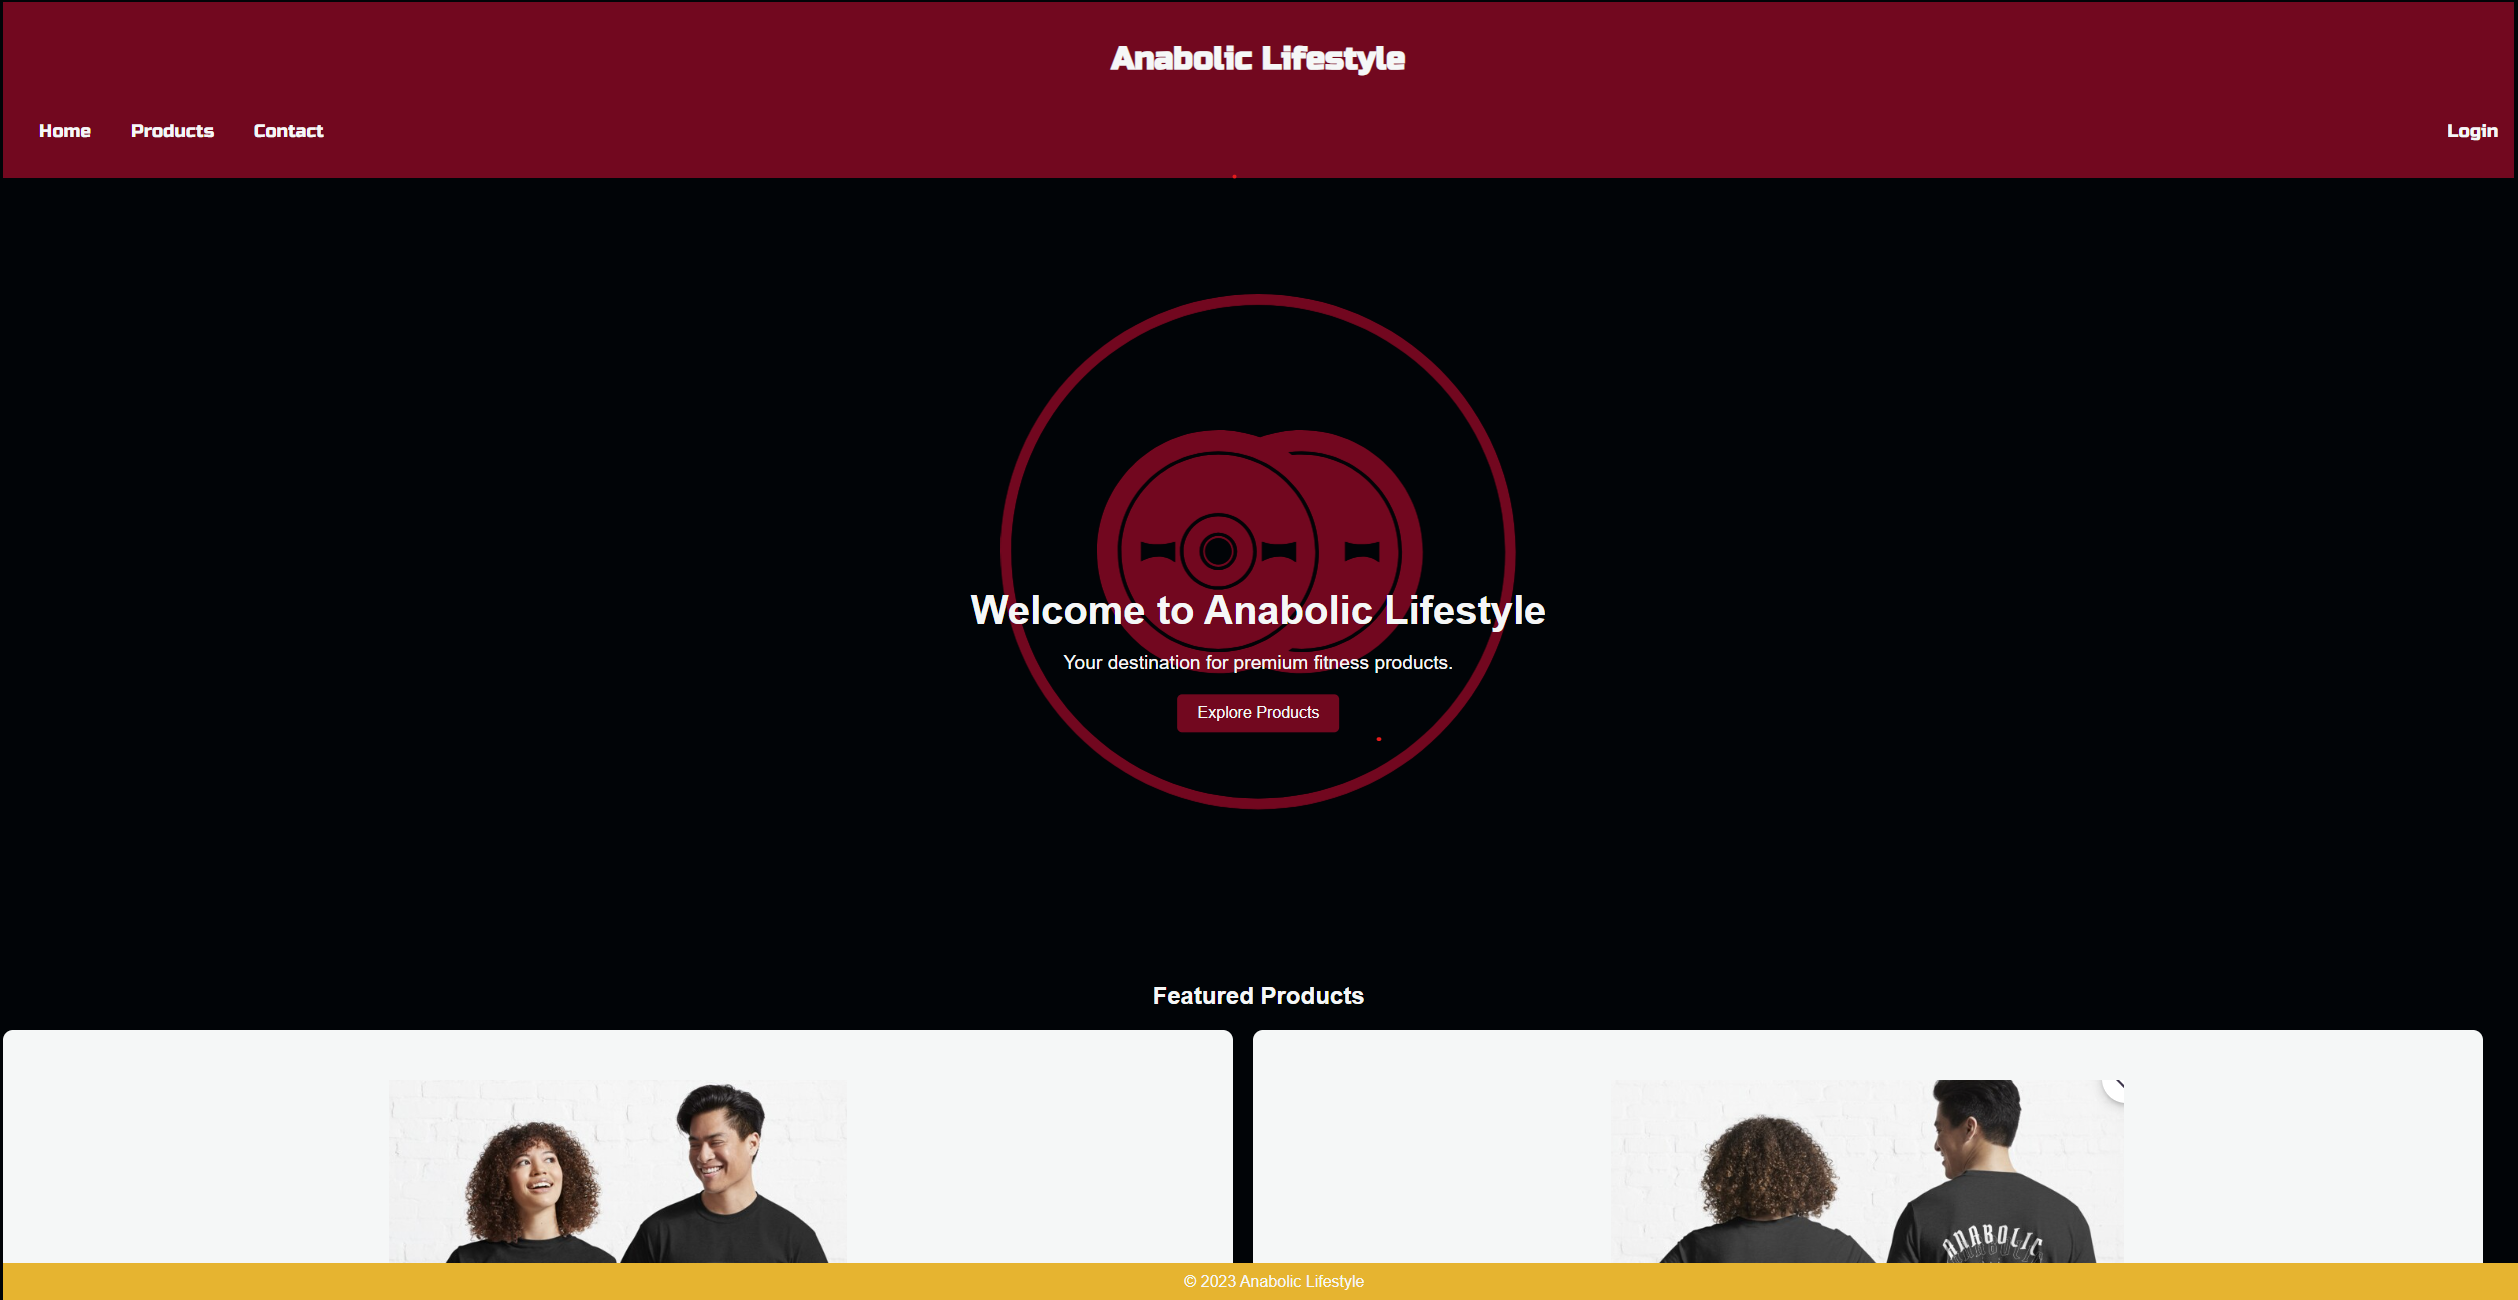 Anabolic Lifestyle
Home Products Contact Login
Welcome to Anabolic Lifestyle
Your destination for premium fitness products.
Explore Products
Featured Products
ANABOLIC
© 2023 Anabolic Lifestyle